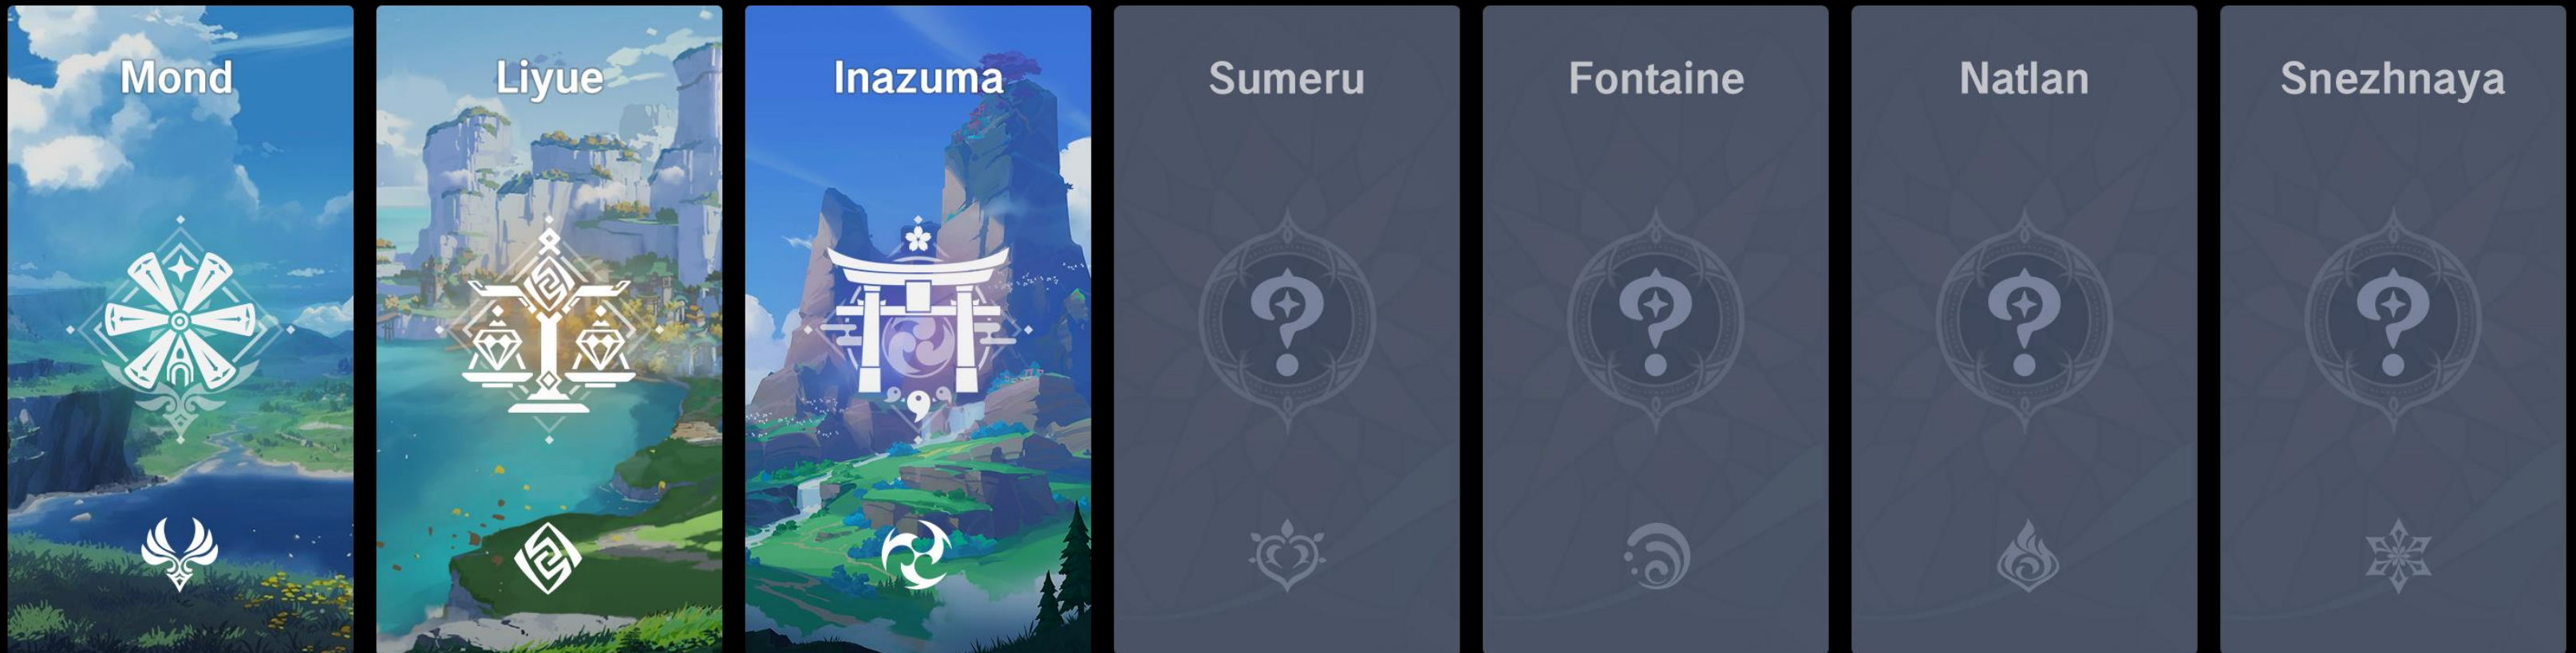 Mond
Liyue
Inazuma
Sumeru
Fontaine
Natlan
Snezhnaya